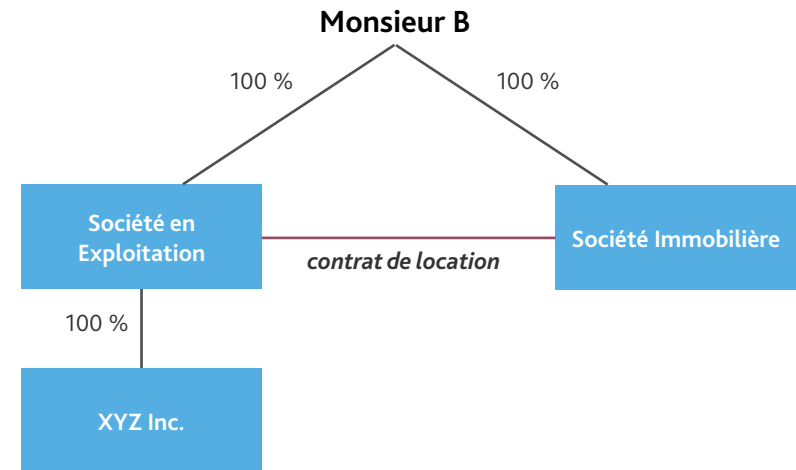 Monsieur B
100 %
100 %
Société en
Exploitation
contrat de location
Société Immobilière
100 %
XYZ Inc.